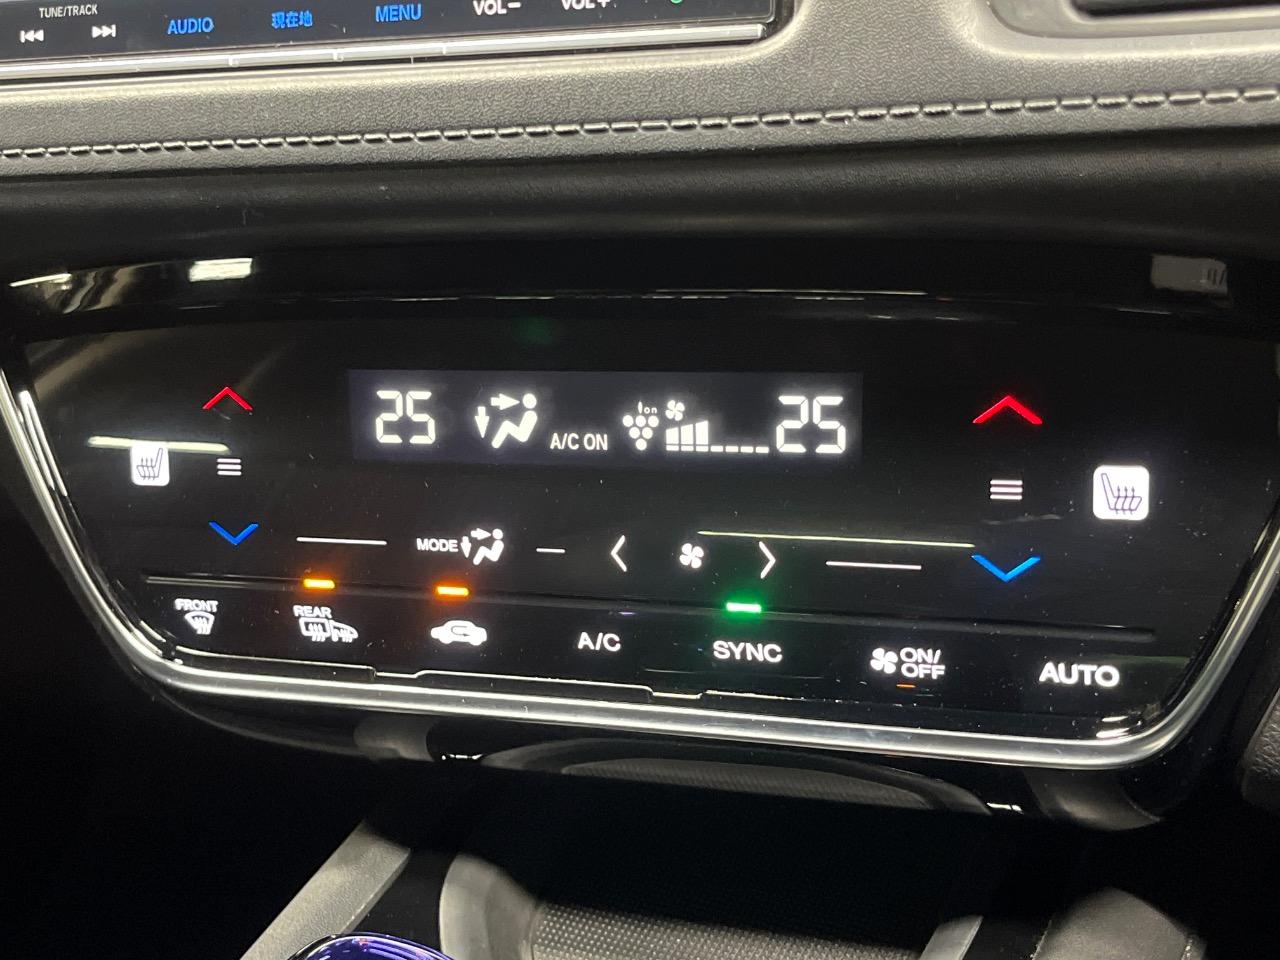 TUNE/TRACK
AUDIO
現在地
MENU
VOL-
VOL+
25
A/C ON
ion
25
MODE
FRONT
REAR
A/C
SYNC
ON/
OFF
AUTO